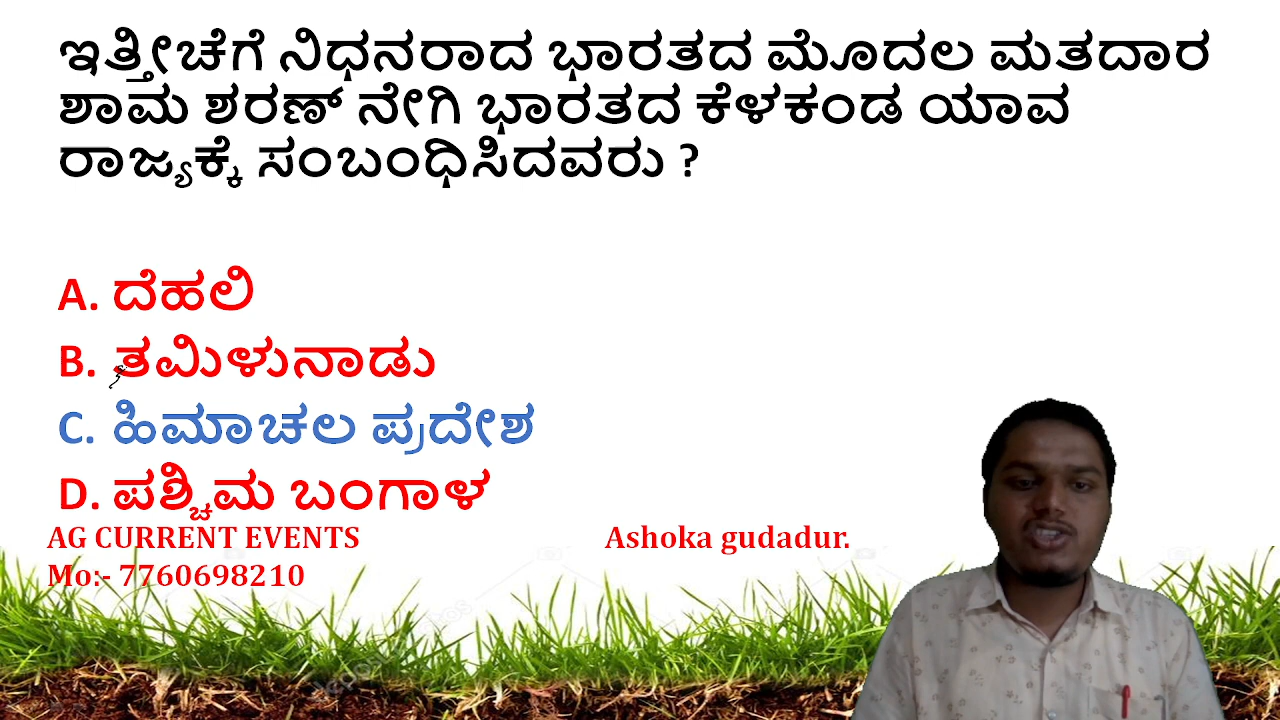 ಇತ್ತೀಚೆಗೆ ನಿಧನರಾದ ಭಾರತದ ಮೊದಲ ಮತದಾರ
ಶಾಮ ಶರಣ್ ನೇಗಿ ಭಾರತದ ಕೆಳಕಂಡ ಯಾವ
ರಾಜ್ಯಕ್ಕೆ ಸಂಬಂಧಿಸಿದವರು ?
A. ದೆಹಲಿ
B. ತಮಿಳುನಾಡು
C. ಹಿಮಾಚಲ ಪ್ರದೇಶ
D. ಪಶ್ಚಿಮ ಬಂಗಾಳ
AG CURRENT EVENTS Ashoka gudadur.
Mo:- 7760698210